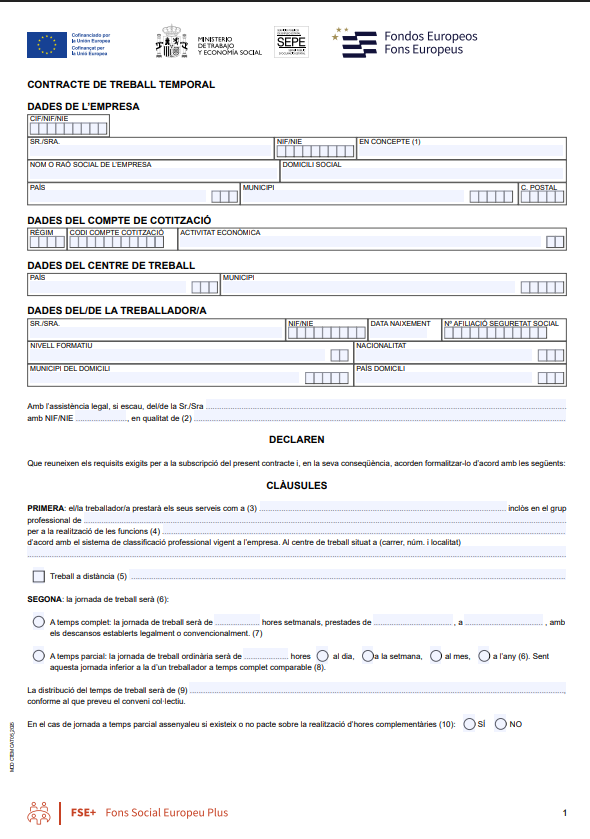 Cofinanciado por
la Unión Europea
Cofinançat per
la Unió Europea
MINISTERIO
DE TRABAJO
Y ECONOMÍA SOCIAL
SEPE
Fondos Europeos
Fons Europeus
CONTRACTE DE TREBALL TEMPORAL
DADES DE L'EMPRESA
CIF/NIF/NIE
SR./SRA. NIF/NIE EN CONCEPTE (1)
NOM O RAÓ SOCIAL DE L'EMPRESA DOMICILI SOCIAL
PAÍS MUNICIPI C. POSTAL
DADES DEL COMPTE DE COTITZACIÓ
RÈGIM CODI COMPTE COTITZACIÓ ACTIVITAT ECONÒMICA
DADES DEL CENTRE DE TREBALL
PAÍS MUNICIPI
DADES DEL/DE LA TREBALLADOR/A
SR./SRA. NIF/NIE DATA NAIXEMENT Nº AFILIACIÓ SEGURETAT SOCIAL
NIVELL FORMATIU NACIONALITAT
MUNICIPI DEL DOMICILI PAÍS DOMICILI
Amb l'assistència legal, si escau, del/de la Sr./Sra
amb NIF/NIE , en qualitat de (2)
DECLAREN
Que reuneixen els requisits exigits per a la subscripció del present contracte i, en la seva conseqüència, acorden formalitzar-lo d'acord amb les següents:
CLÀUSULES
PRIMERA: el/la treballador/a prestarà els seus serveis com a (3) inclòs en el grup
professional de
per a la realització de les funcions (4)
d'acord amb el sistema de classificació professional vigent a l'empresa. Al centre de treball situat a (carrer, núm. i localitat)
Treball a distància (5)
SEGONA: la jornada de treball serà (6):
A temps complet: la jornada de treball serà de hores setmanals, prestades de , a , amb
els descansos establerts legalment o convencionalment. (7)
A temps parcial: la jornada de treball ordinària serà de hores al dia, a la setmana, al mes, a l'any (6). Sent
aquesta jornada inferior a la d'un treballador a temps complet comparable (8).
La distribució del temps de treball serà de (9) ,
conforme al que preveu el conveni col·lectiu.
En el cas de jornada a temps parcial assenyaleu si existeix o no pacte sobre la realització d'hores complementàries (10): SÍ NO
FSE+ Fons Social Europeu Plus
1